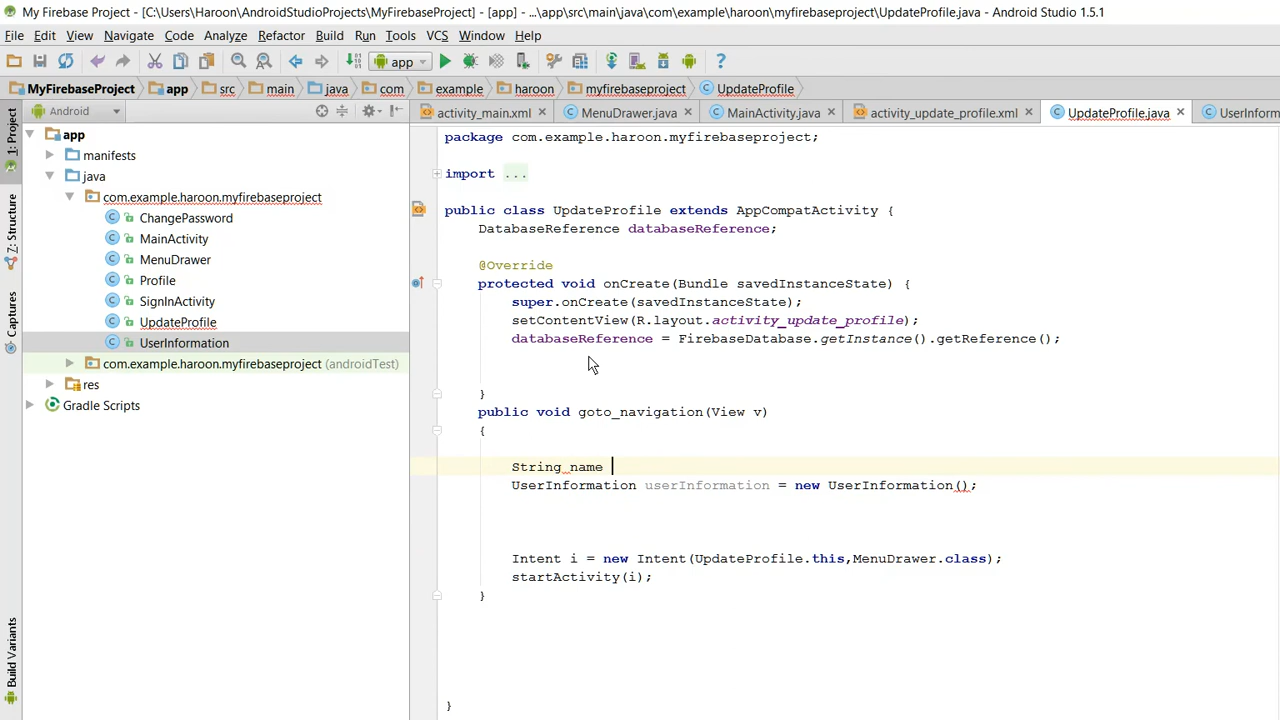 My Firebase Project - [C:\Users\Haroon\AndroidStudioProjects\MyFirebaseProject] - [app] - ...\app\src\main\java\com\example\haroon\myfirebaseproject\UpdateProfile.java - Android Studio 1.5.1
File Edit View Navigate Code Analyze Refactor Build Run Tools VCS Window Help
app
MyFirebaseProject app src main java com example haroon myfirebaseproject UpdateProfile
Android
activity_main.xml MenuDrawer.java MainActivity.java activity_update_profile.xml UpdateProfile.java UserInform
1: Project
7: Structure
Captures
Build Variants
app
manifests
java
com.example.haroon.myfirebaseproject
ChangePassword
MainActivity
MenuDrawer
Profile
SignInActivity
UpdateProfile
UserInformation
com.example.haroon.myfirebaseproject (androidTest)
res
Gradle Scripts
package com.example.haroon.myfirebaseproject;
import ...
public class UpdateProfile extends AppCompatActivity {
DatabaseReference databaseReference;
@Override
protected void onCreate(Bundle savedInstanceState) {
super.onCreate(savedInstanceState);
setContentView(R.layout.activity_update_profile);
databaseReference = FirebaseDatabase.getInstance().getReference();
}
public void goto_navigation(View v)
{
String name
UserInformation userInformation = new UserInformation();
Intent i = new Intent(UpdateProfile.this,MenuDrawer.class);
startActivity(i);
}
}